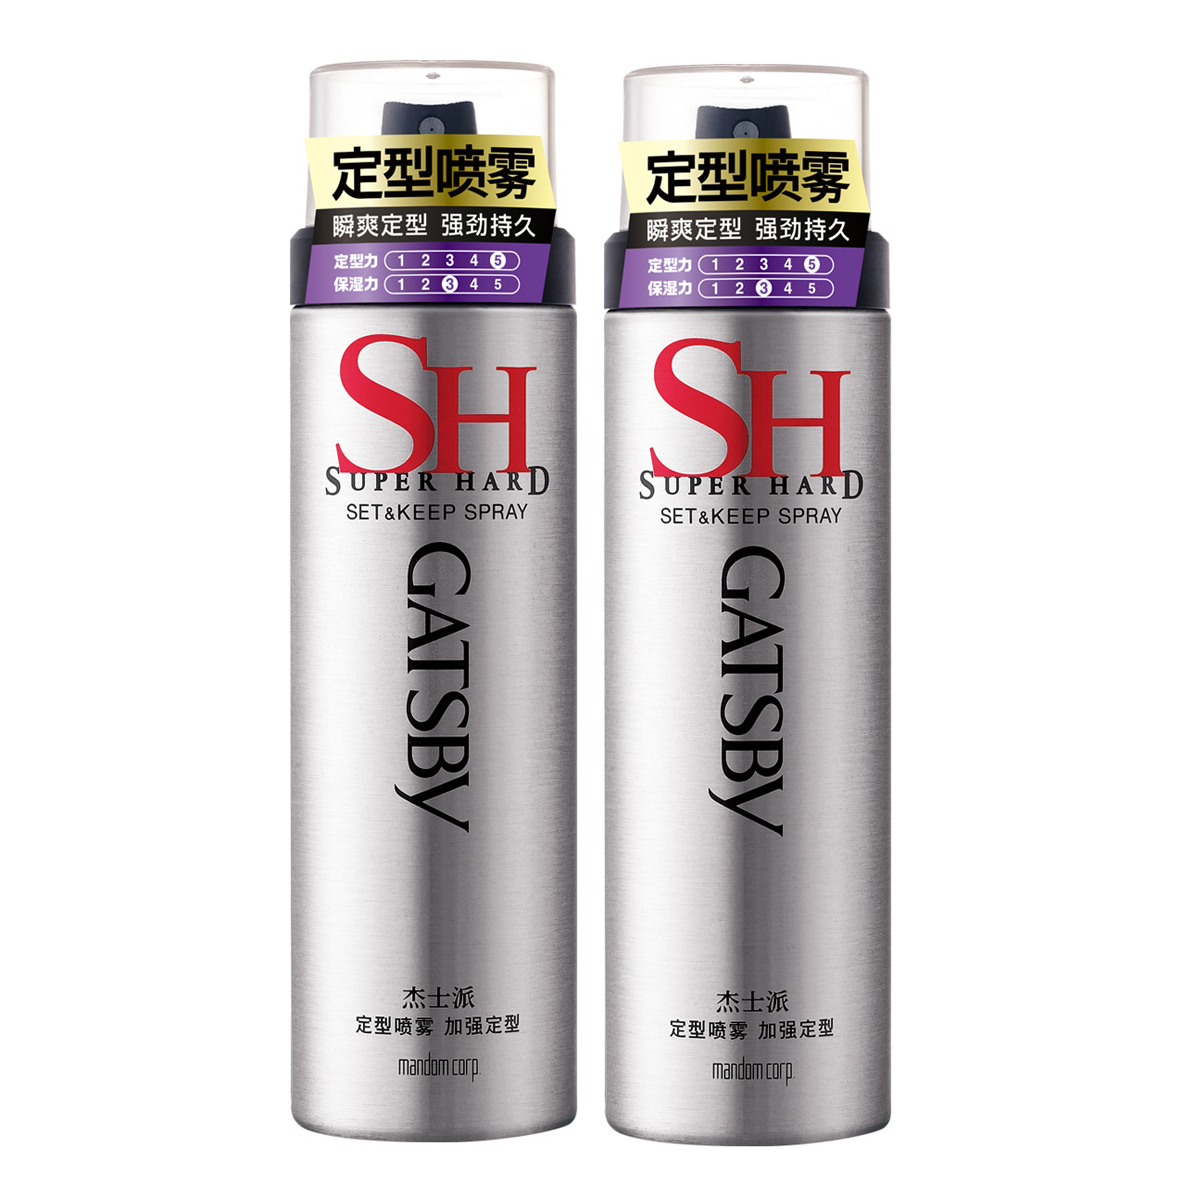 定型喷雾
瞬爽定型 强劲持久
定型力 1 2 3 4 5
保湿力 1 2 3 4 5
SH
SUPER HARD
SET&KEEP SPRAY
GATSBY
杰士派
定型喷雾 加强定型
mandom corp.
定型喷雾
瞬爽定型 强劲持久
定型力 1 2 3 4 5
保湿力 1 2 3 4 5
SH
SUPER HARD
SET&KEEP SPRAY
GATSBY
杰士派
定型喷雾 加强定型
mandom corp.